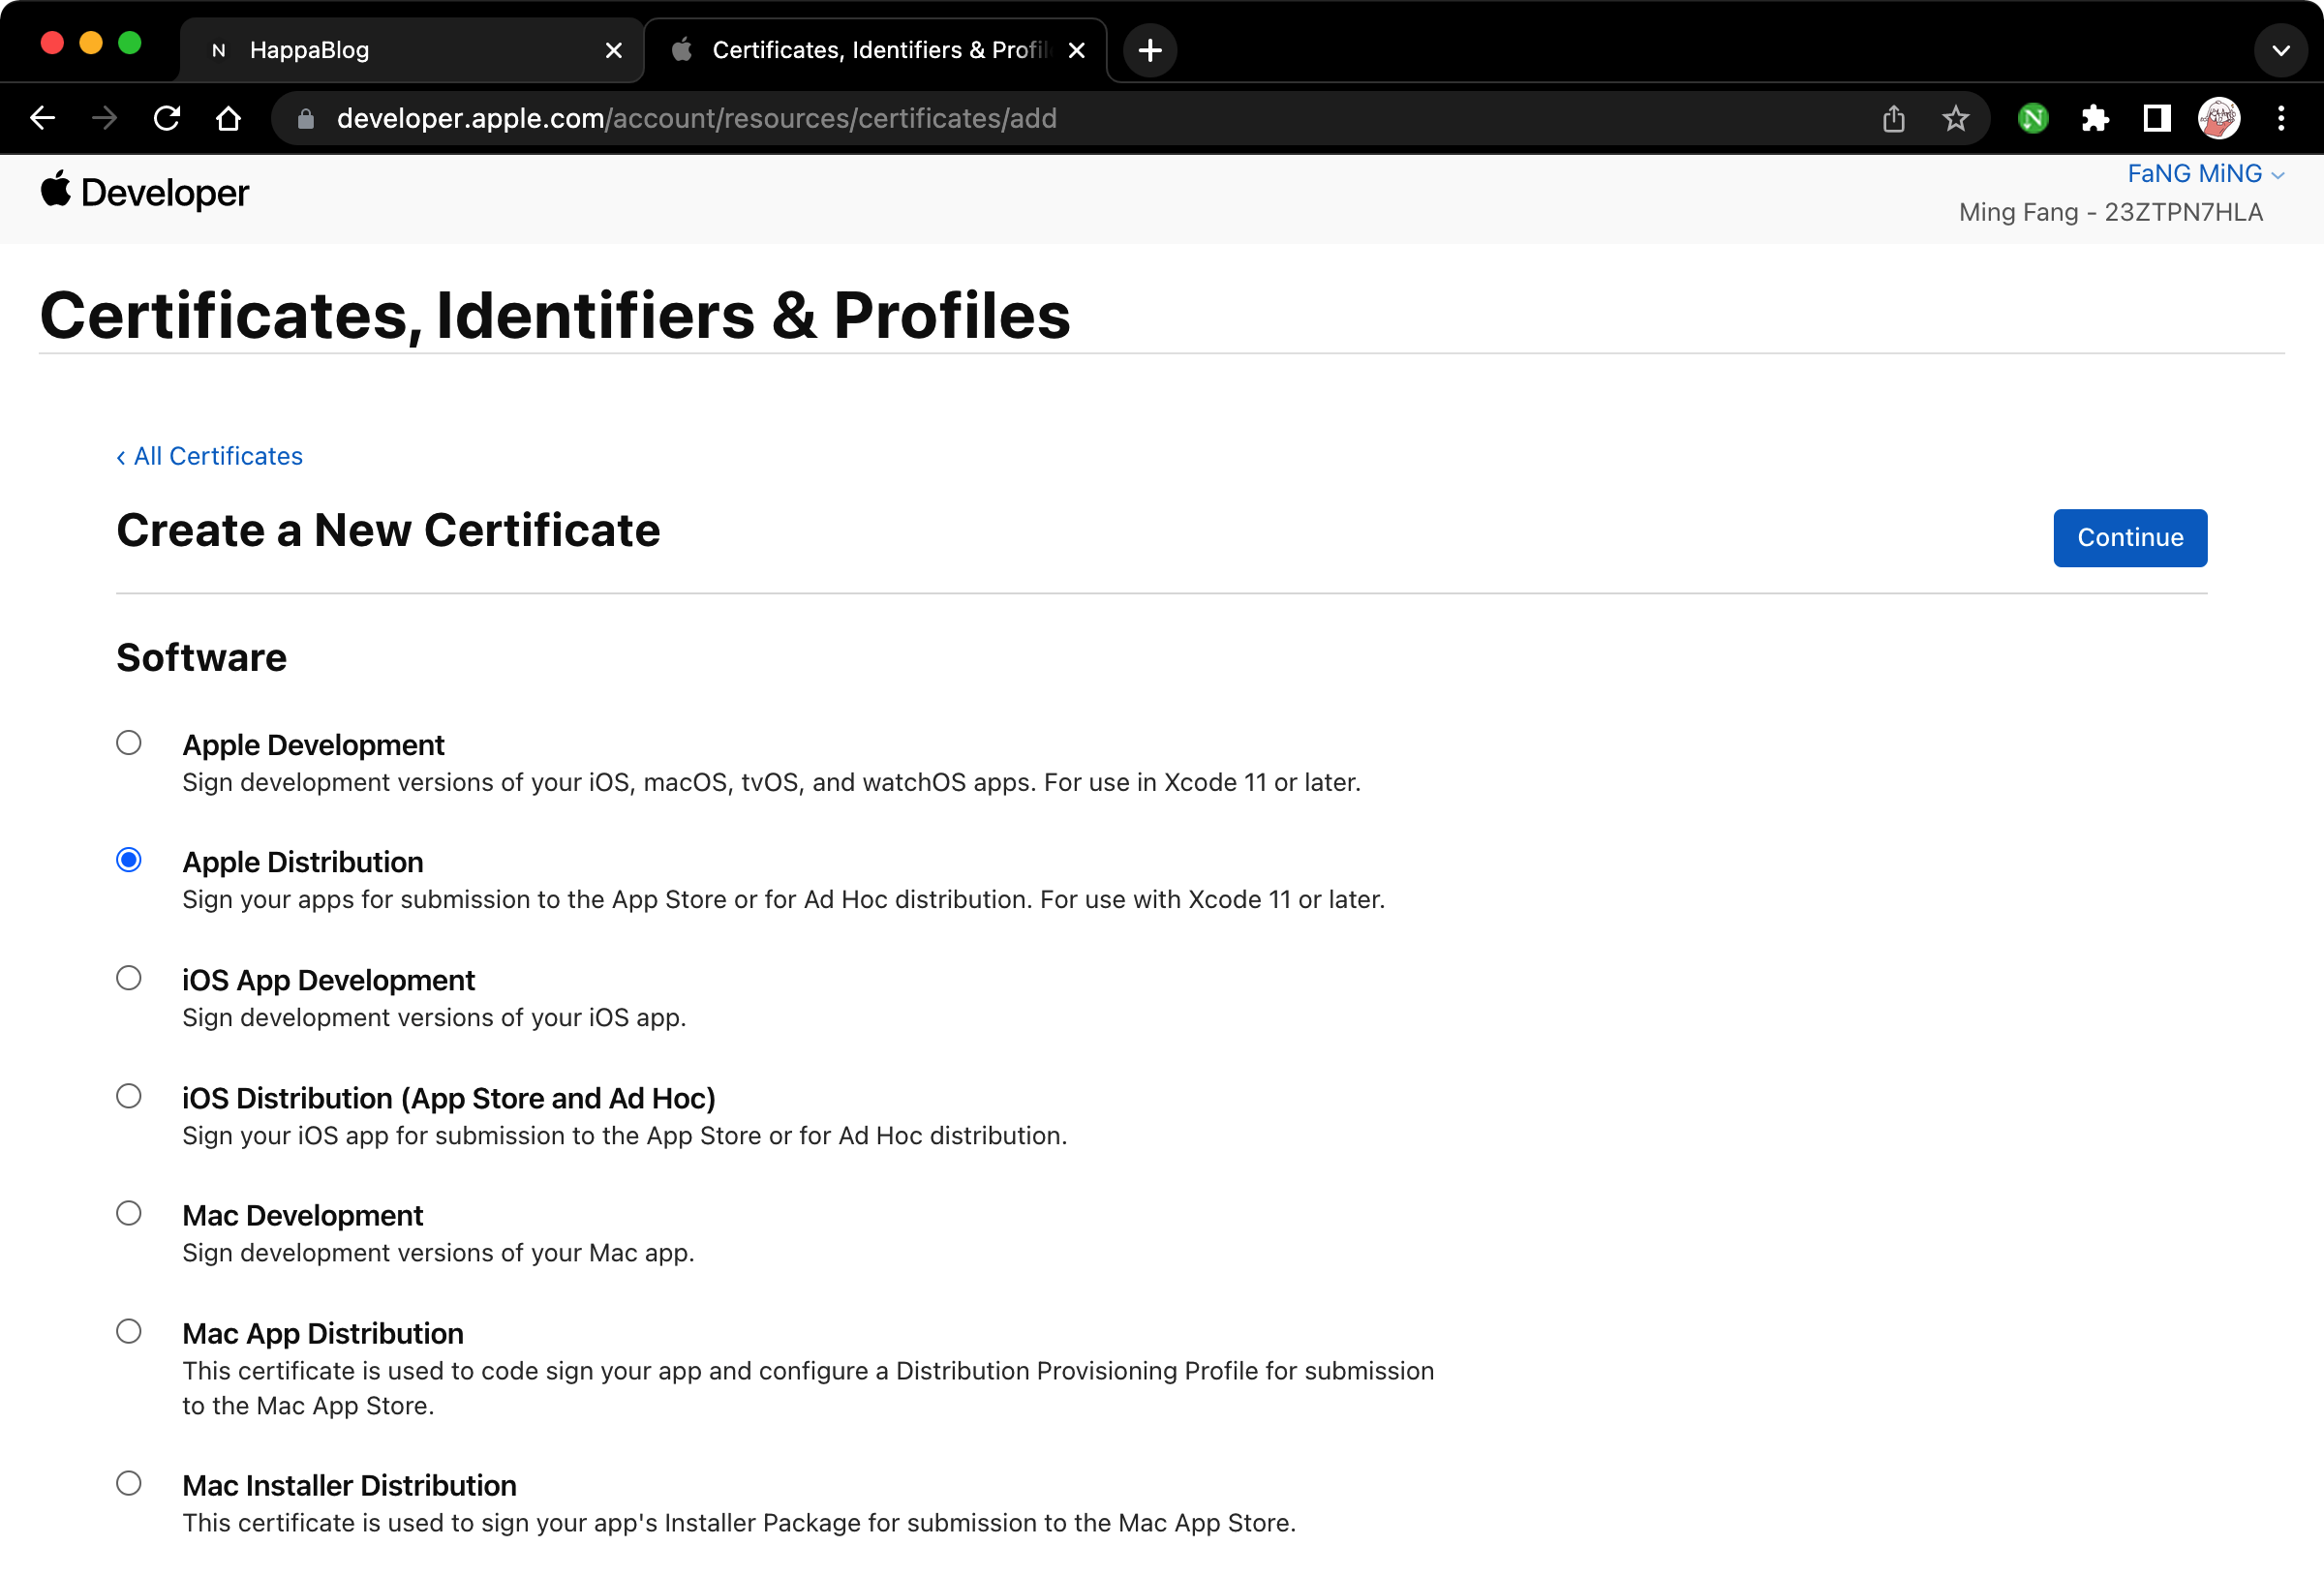 HappaBlog
Certificates, Identifiers & Profil
developer.apple.com/account/resources/certificates/add
Developer
FaNG MiNG
Ming Fang - 23ZTPN7HLA
Certificates, Identifiers & Profiles
‹ All Certificates
Create a New Certificate
Continue
Software
Apple Development
Sign development versions of your iOS, macOS, tvOS, and watchOS apps. For use in Xcode 11 or later.
Apple Distribution
Sign your apps for submission to the App Store or for Ad Hoc distribution. For use with Xcode 11 or later.
iOS App Development
Sign development versions of your iOS app.
iOS Distribution (App Store and Ad Hoc)
Sign your iOS app for submission to the App Store or for Ad Hoc distribution.
Mac Development
Sign development versions of your Mac app.
Mac App Distribution
This certificate is used to code sign your app and configure a Distribution Provisioning Profile for submission
to the Mac App Store.
Mac Installer Distribution
This certificate is used to sign your app's Installer Package for submission to the Mac App Store.